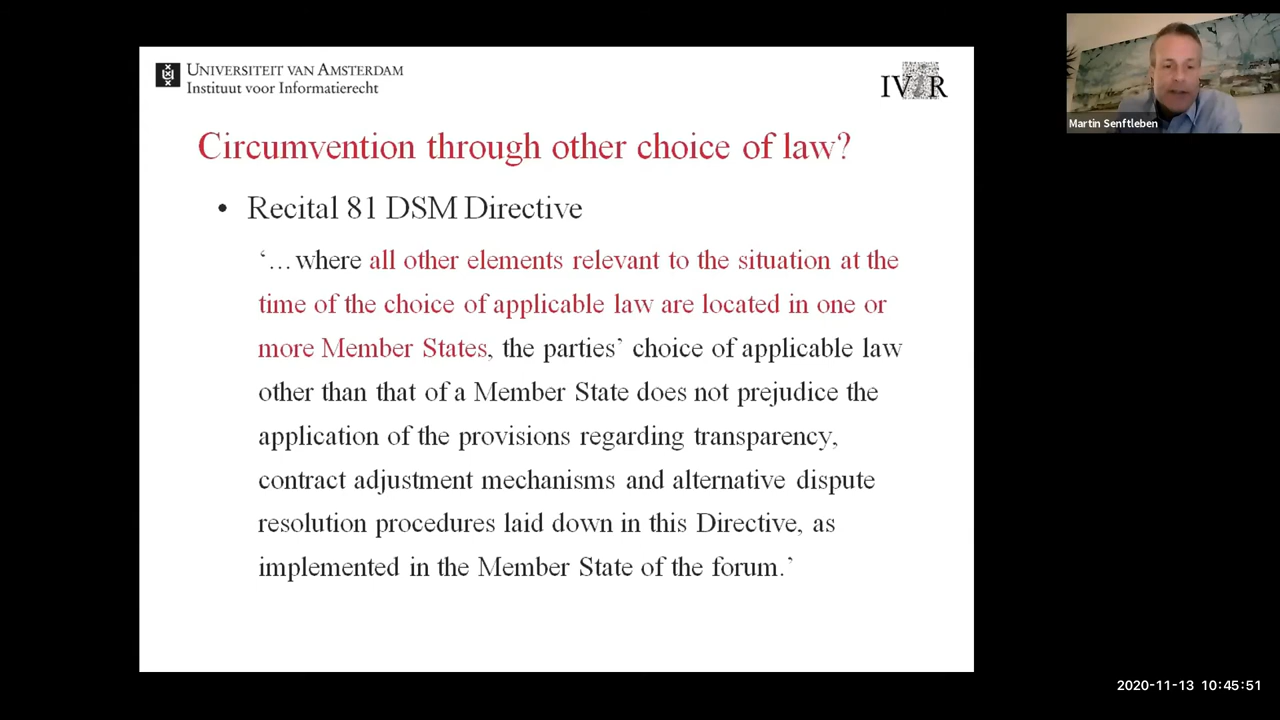 UNIVERSITEIT VAN AMSTERDAM
Instituut voor Informatierecht
IViR
Martin Senftleben
Circumvention through other choice of law?
• Recital 81 DSM Directive
‘…where all other elements relevant to the situation at the
time of the choice of applicable law are located in one or
more Member States, the parties’ choice of applicable law
other than that of a Member State does not prejudice the
application of the provisions regarding transparency,
contract adjustment mechanisms and alternative dispute
resolution procedures laid down in this Directive, as
implemented in the Member State of the forum.’
2020-11-13 10:45:51